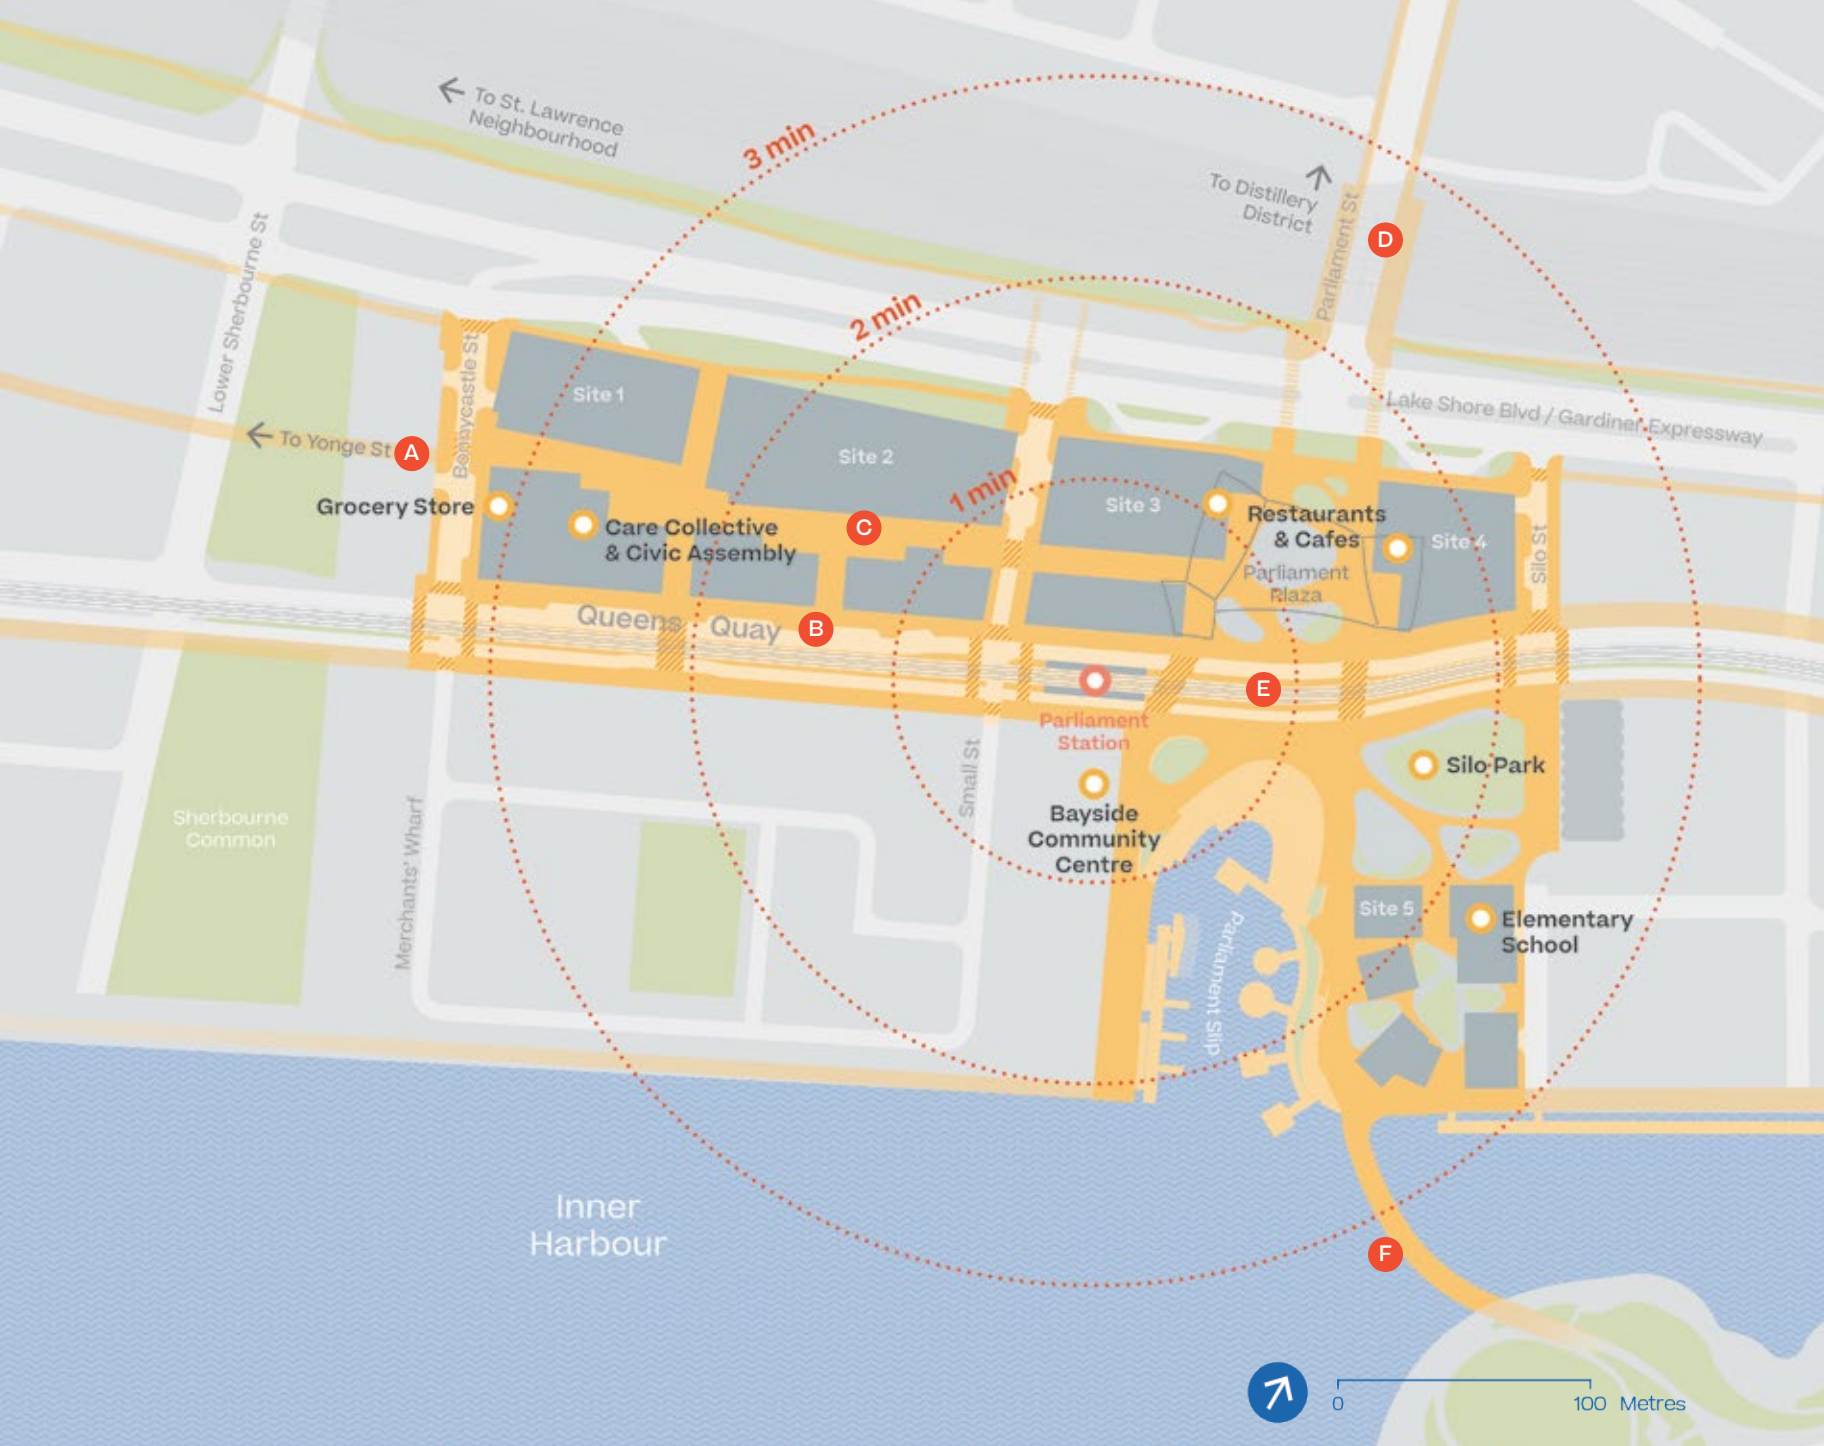 To St. Lawrence
Neighbourhood
3 min
To Distillery
District
Parliament St
D
Lower Sherbourne St
2 min
Bonnycastle St
Site 1
Lake Shore Blvd / Gardiner Expressway
To Yonge St
A
Site 2
1 min
Site 3
Grocery Store
Care Collective
& Civic Assembly
C
Restaurants
& Cafes
Site 4
Silo St
Parliament
Plaza
Queens Quay
B
E
Parliament
Station
Small St
Silo Park
Bayside
Community
Centre
Sherbourne
Common
Merchants' Wharf
Parliament Slip
Site 5
Elementary
School
Inner
Harbour
F
0
100 Metres